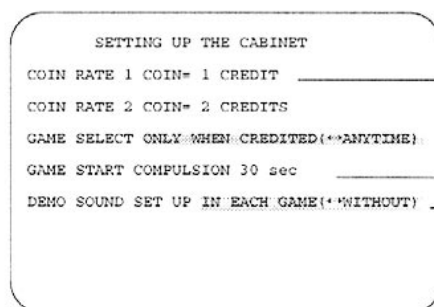 SETTING UP THE CABINET
COIN RATE 1 COIN= 1 CREDIT
COIN RATE 2 COIN= 2 CREDITS
GAME SELECT ONLY WHEN CREDITED(↔ANYTIME)
GAME START COMPULSION 30 sec
DEMO SOUND SET UP IN EACH GAME(↔WITHOUT)